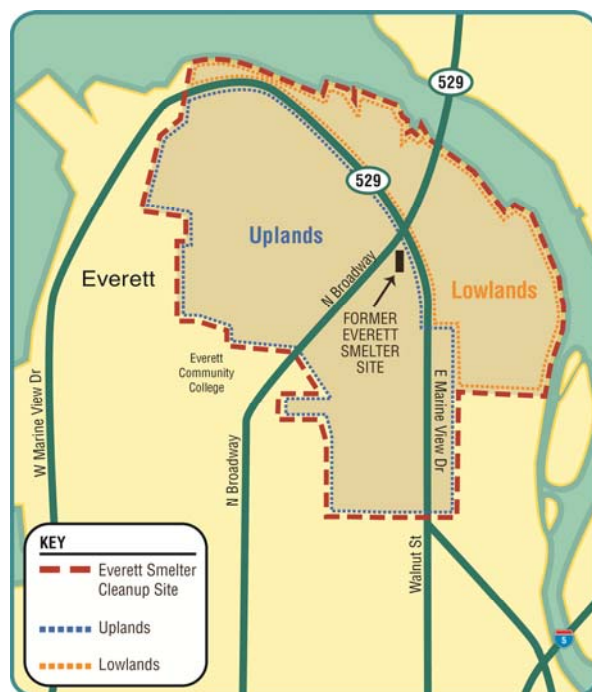 529
529
Uplands
N Broadway
Everett
Lowlands
FORMER
EVERETT
SMELTER
SITE
Everett
Community
College
W Marine View Dr
N Broadway
E Marine View Dr
Walnut St
KEY
Everett Smelter
Cleanup Site
Uplands
Lowlands
5